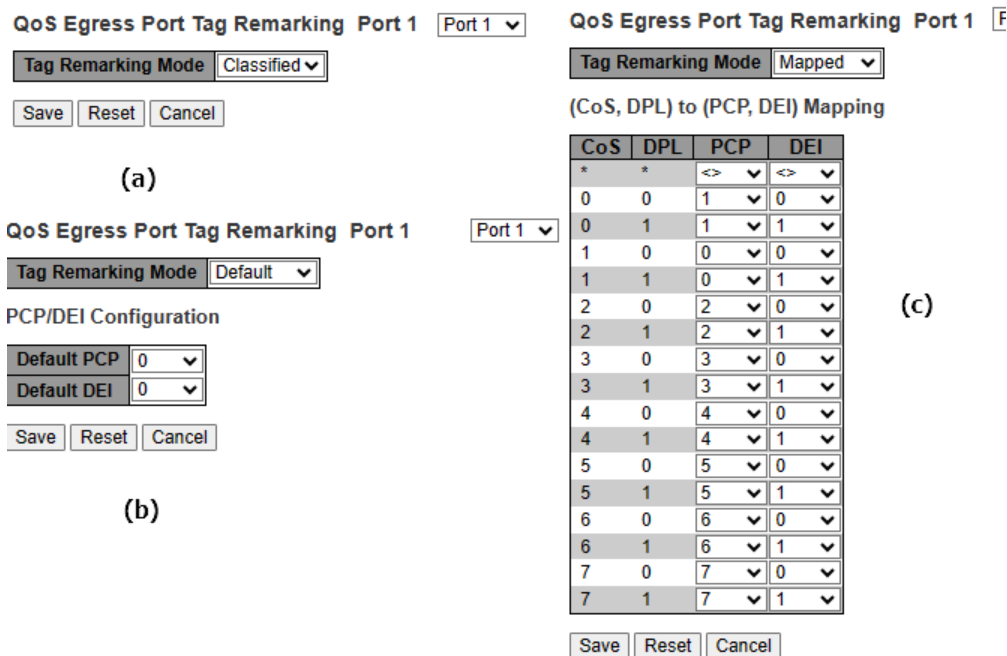 QoS Egress Port Tag Remarking Port 1 Port 1
Tag Remarking Mode Classified
Save Reset Cancel
(a)
QoS Egress Port Tag Remarking Port 1 Port 1
Tag Remarking Mode Default
PCP/DEI Configuration
Default PCP 0
Default DEI 0
Save Reset Cancel
(b)
QoS Egress Port Tag Remarking Port 1
Tag Remarking Mode Mapped
(CoS, DPL) to (PCP, DEI) Mapping
CoS DPL PCP DEI
* * <> <>
0 0 1 0
0 1 1 1
1 0 0 0
1 1 0 1
2 0 2 0
2 1 2 1
3 0 3 0
3 1 3 1
4 0 4 0
4 1 4 1
5 0 5 0
5 1 5 1
6 0 6 0
6 1 6 1
7 0 7 0
7 1 7 1
Save Reset Cancel
(c)